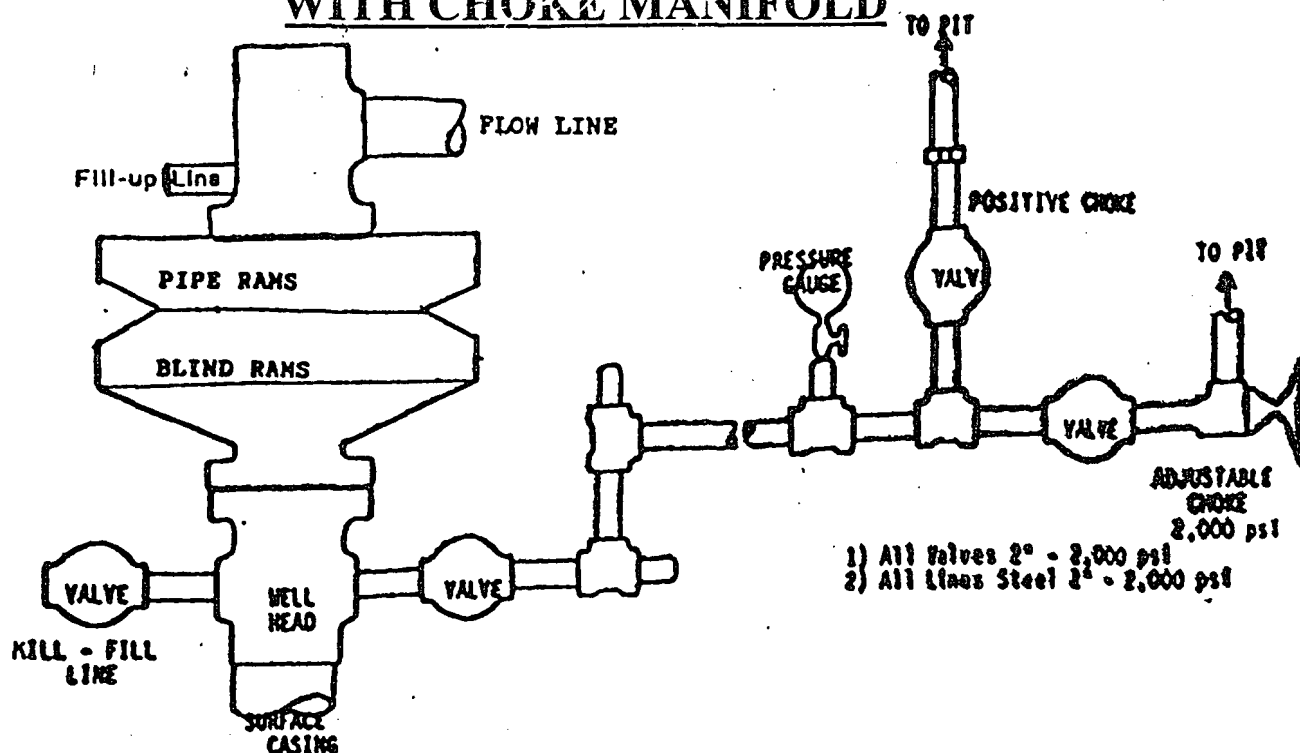 WITH CHOKE MANIFOLD
TO PIT
FLOW LINE
Fill-up Line
POSITIVE CHOKE
PIPE RAMS
PRESSURE
GAUGE
VALV
TO PIT
BLIND RAMS
VALVE
ADJUSTABLE
CHOKE
2,000 psi
1) All Valves 2" - 2,000 psi
2) All Lines Steel 2" - 2,000 psi
VALVE
WELL
HEAD
VALVE
KILL - FILL
LINE
SURFACE
CASING